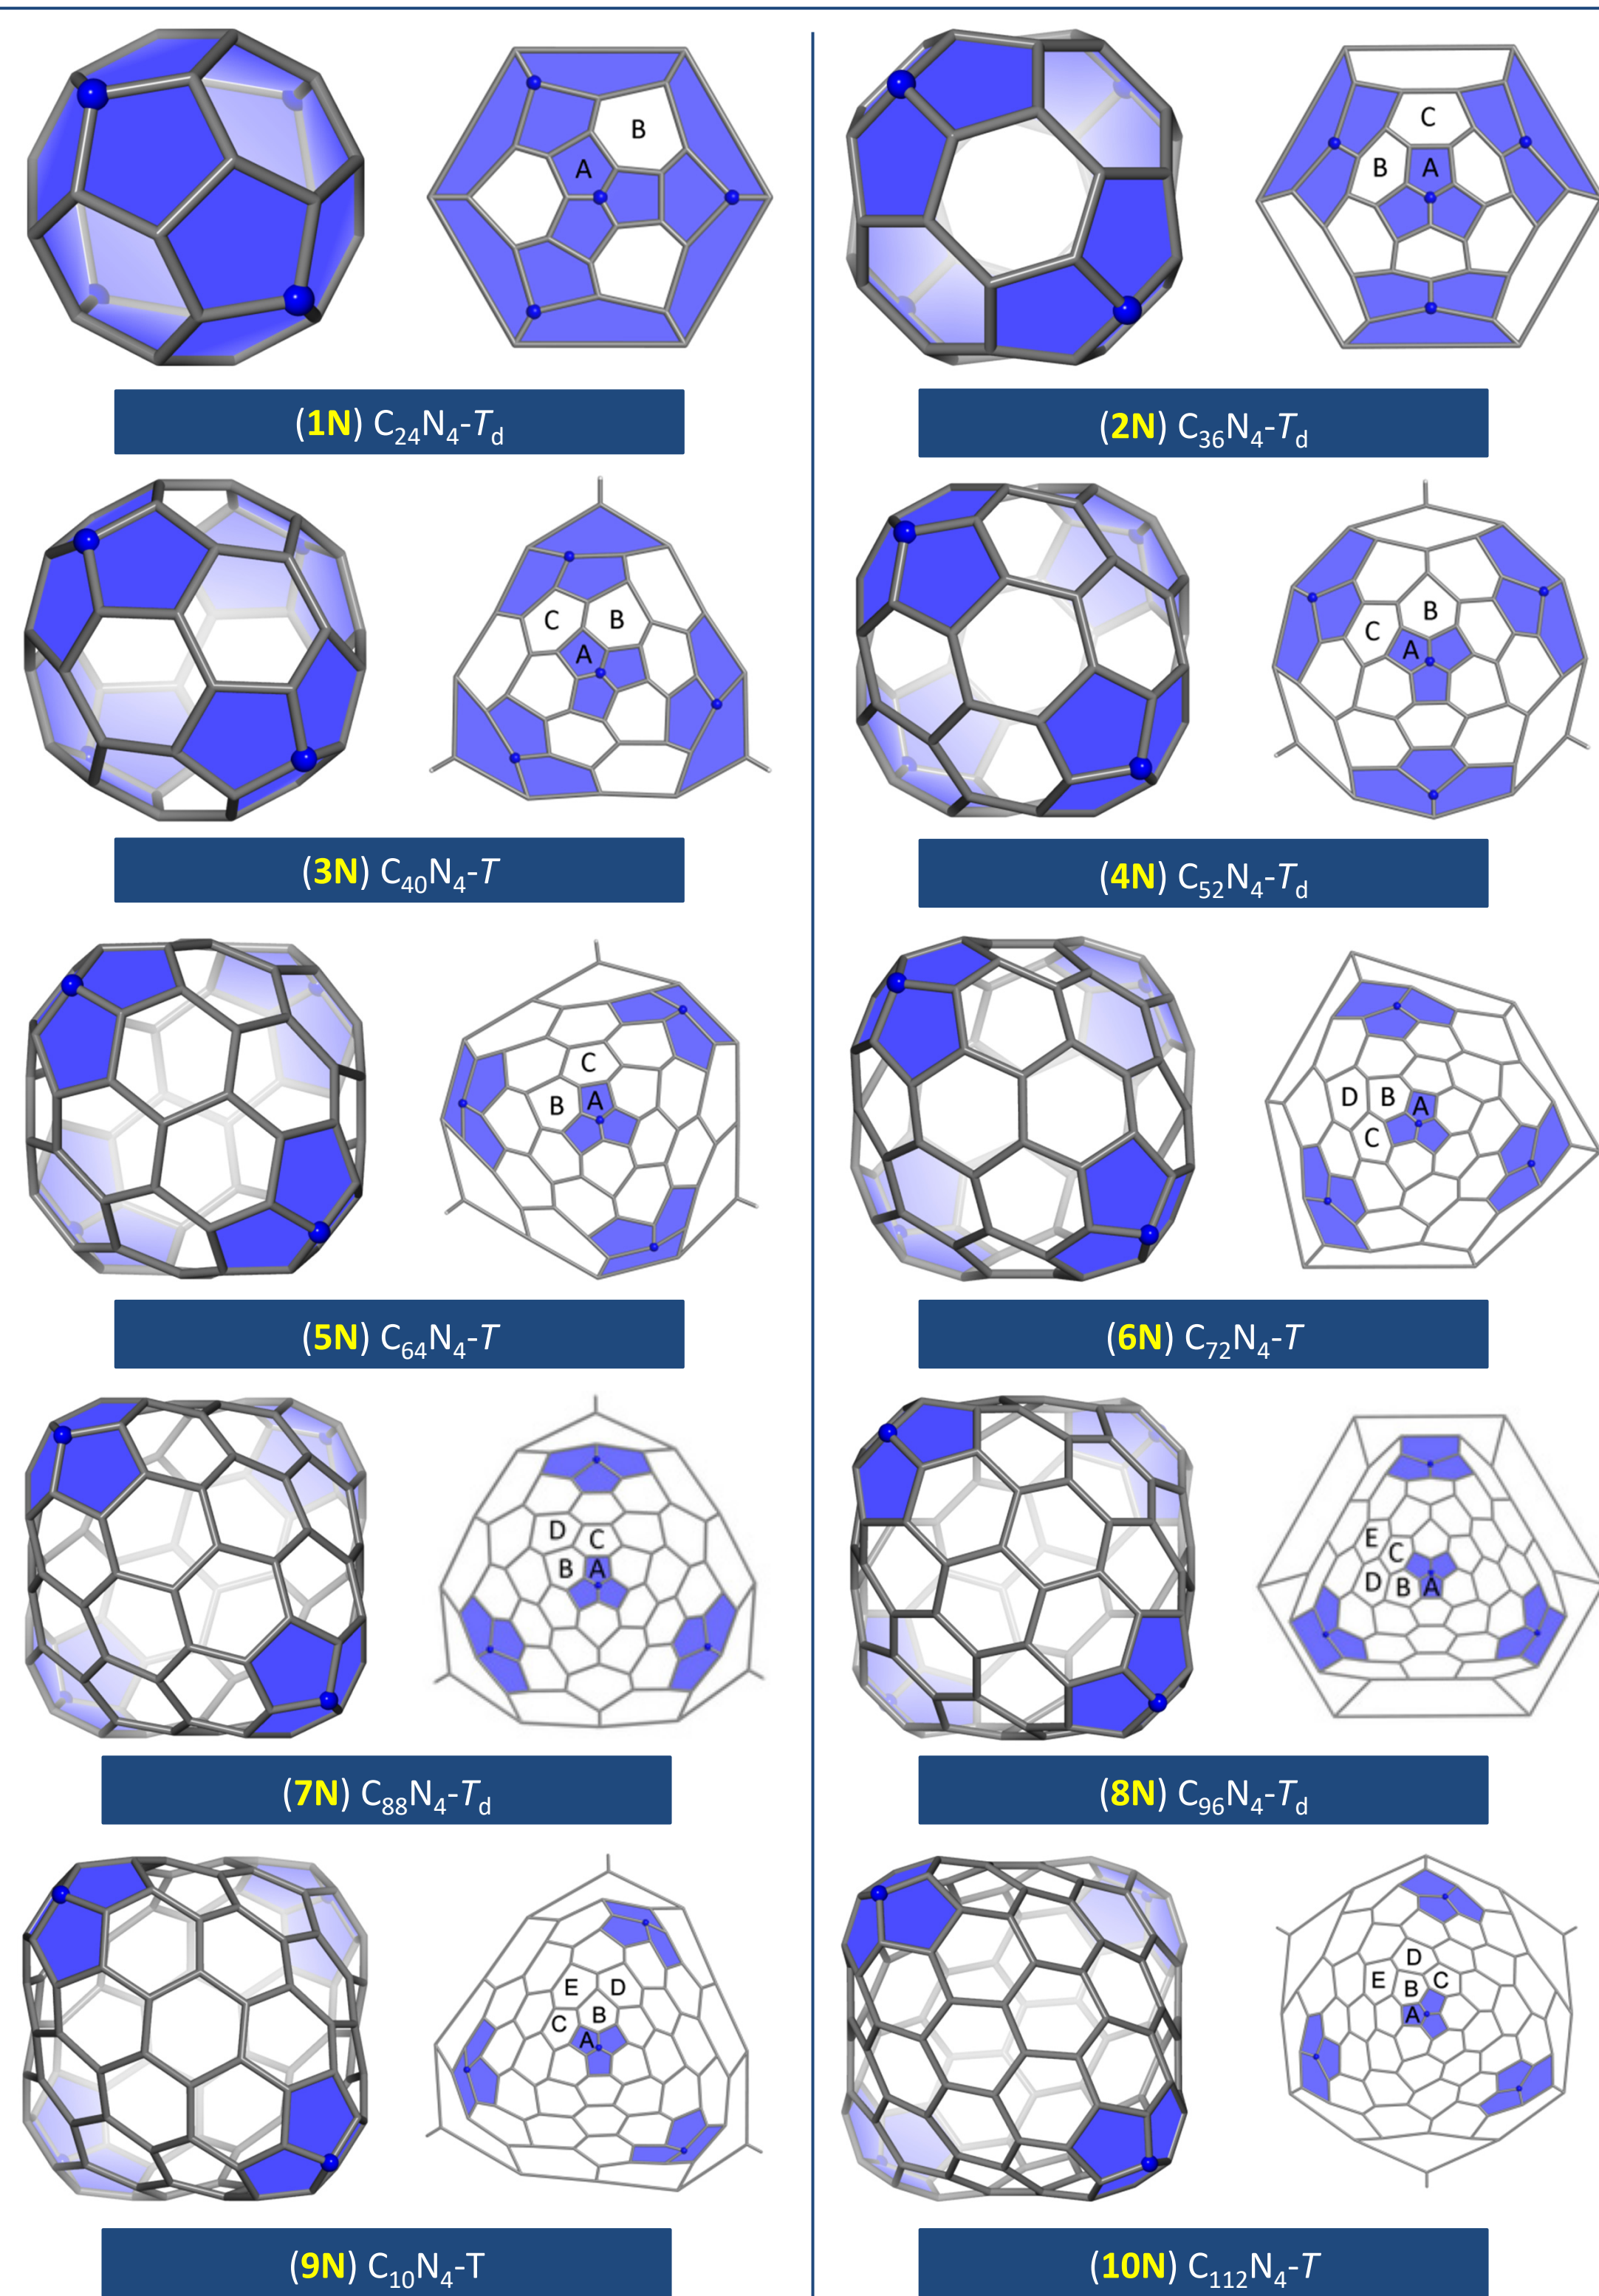 B
A
C
B
A
(1N) C₂₄N₄-Td
(2N) C₃₆N₄-Td
C
B
A
B
C
A
(3N) C₄₀N₄-T
(4N) C₅₂N₄-Td
C
B
A
D
B
A
C
(5N) C₆₄N₄-T
(6N) C₇₂N₄-T
D
C
B
A
E
C
D
B
A
(7N) C₈₈N₄-Td
(8N) C₉₆N₄-Td
E
D
B
C
A
D
E
B
C
A
(9N) C₁₀N₄-T
(10N) C₁₁₂N₄-T